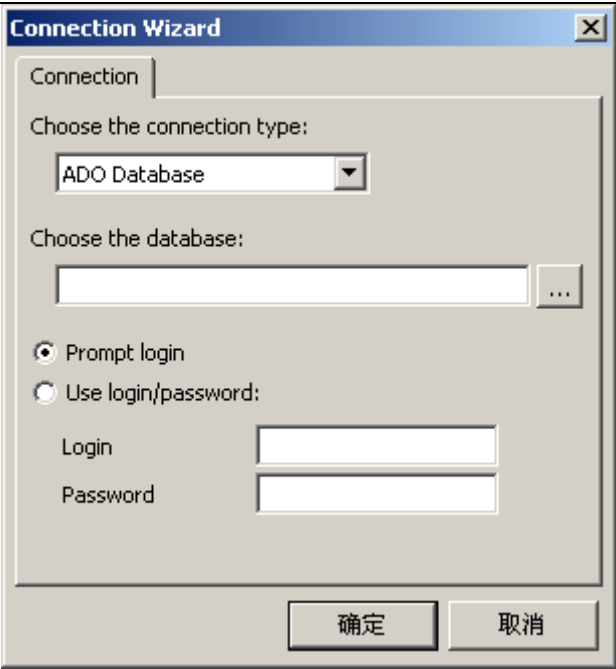 Connection Wizard
Connection
Choose the connection type:
ADO Database
Choose the database:
...
Prompt login
Use login/password:
Login
Password
确定 取消